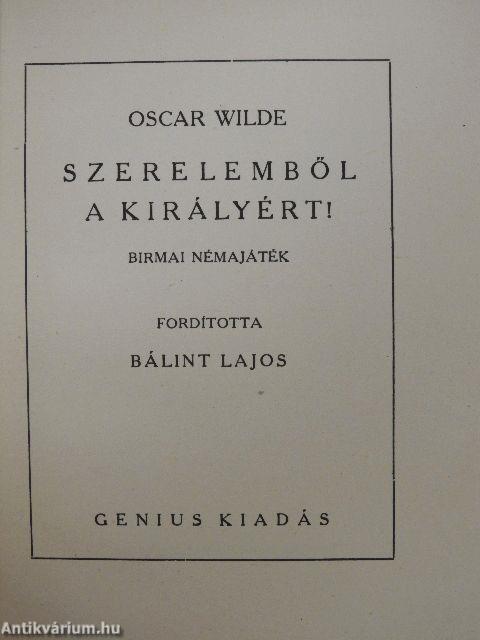 OSCAR WILDE
SZERELEMBŐL
A KIRÁLYÉRT!
BIRMAI NÉMAJÁTÉK
FORDÍTOTTA
BÁLINT LAJOS
GENIUS KIADÁS
Antikvárium.hu